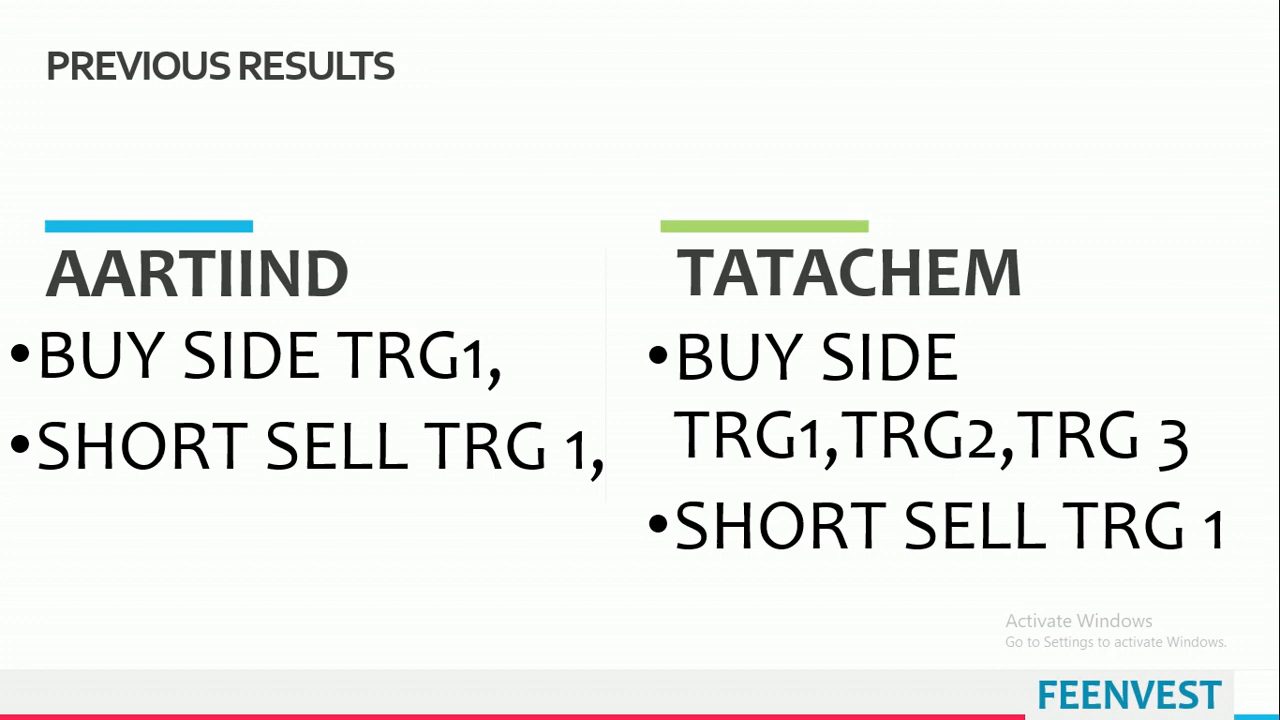 PREVIOUS RESULTS
AARTIIND
•BUY SIDE TRG1,
•SHORT SELL TRG 1,
TATACHEM
•BUY SIDE
TRG1,TRG2,TRG 3
•SHORT SELL TRG 1
Activate Windows
Go to Settings to activate Windows.
FEENVEST